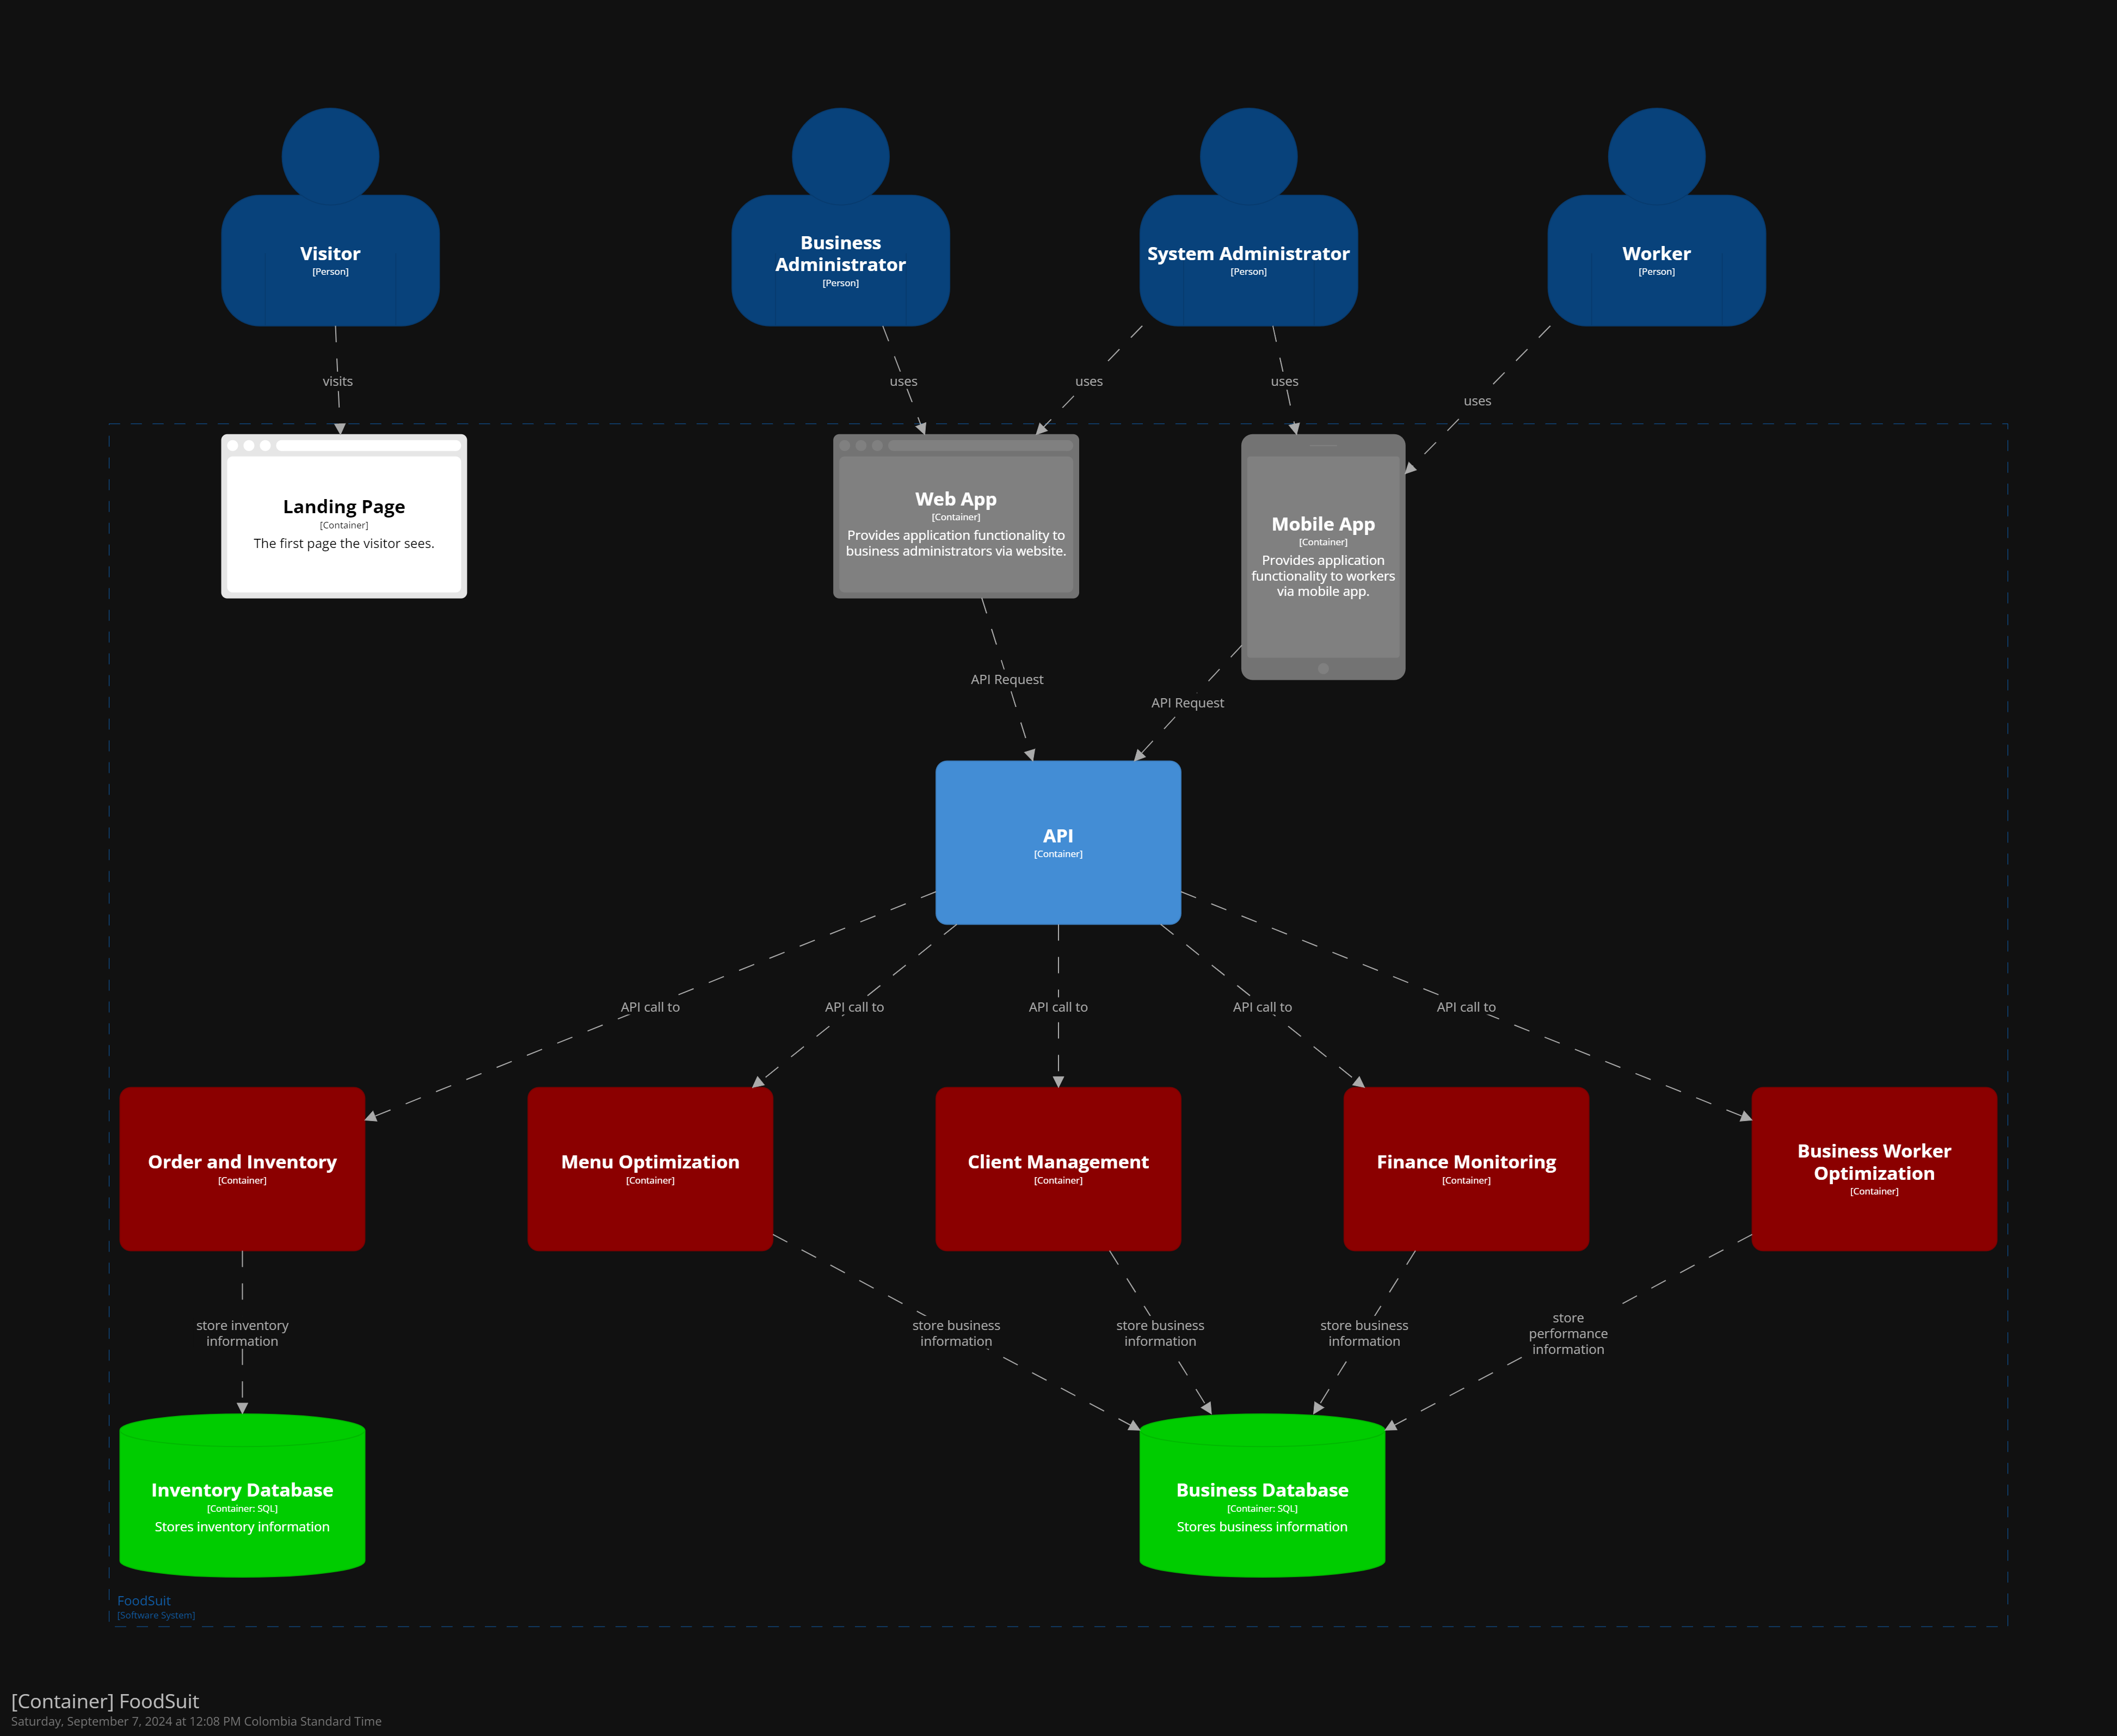 Visitor
[Person]
Business
Administrator
[Person]
System Administrator
[Person]
Worker
[Person]
visits
uses
uses
uses
uses
Landing Page
[Container]
The first page the visitor sees.
Web App
[Container]
Provides application functionality to
business administrators via website.
Mobile App
[Container]
Provides application
functionality to workers
via mobile app.
API Request
API Request
API
[Container]
API call to
API call to
API call to
API call to
API call to
Order and Inventory
[Container]
Menu Optimization
[Container]
Client Management
[Container]
Finance Monitoring
[Container]
Business Worker
Optimization
[Container]
store inventory
information
store business
information
store business
information
store business
information
store
performance
information
Inventory Database
[Container: SQL]
Stores inventory information
Business Database
[Container: SQL]
Stores business information
FoodSuit
[Software System]
[Container] FoodSuit
Saturday, September 7, 2024 at 12:08 PM Colombia Standard Time